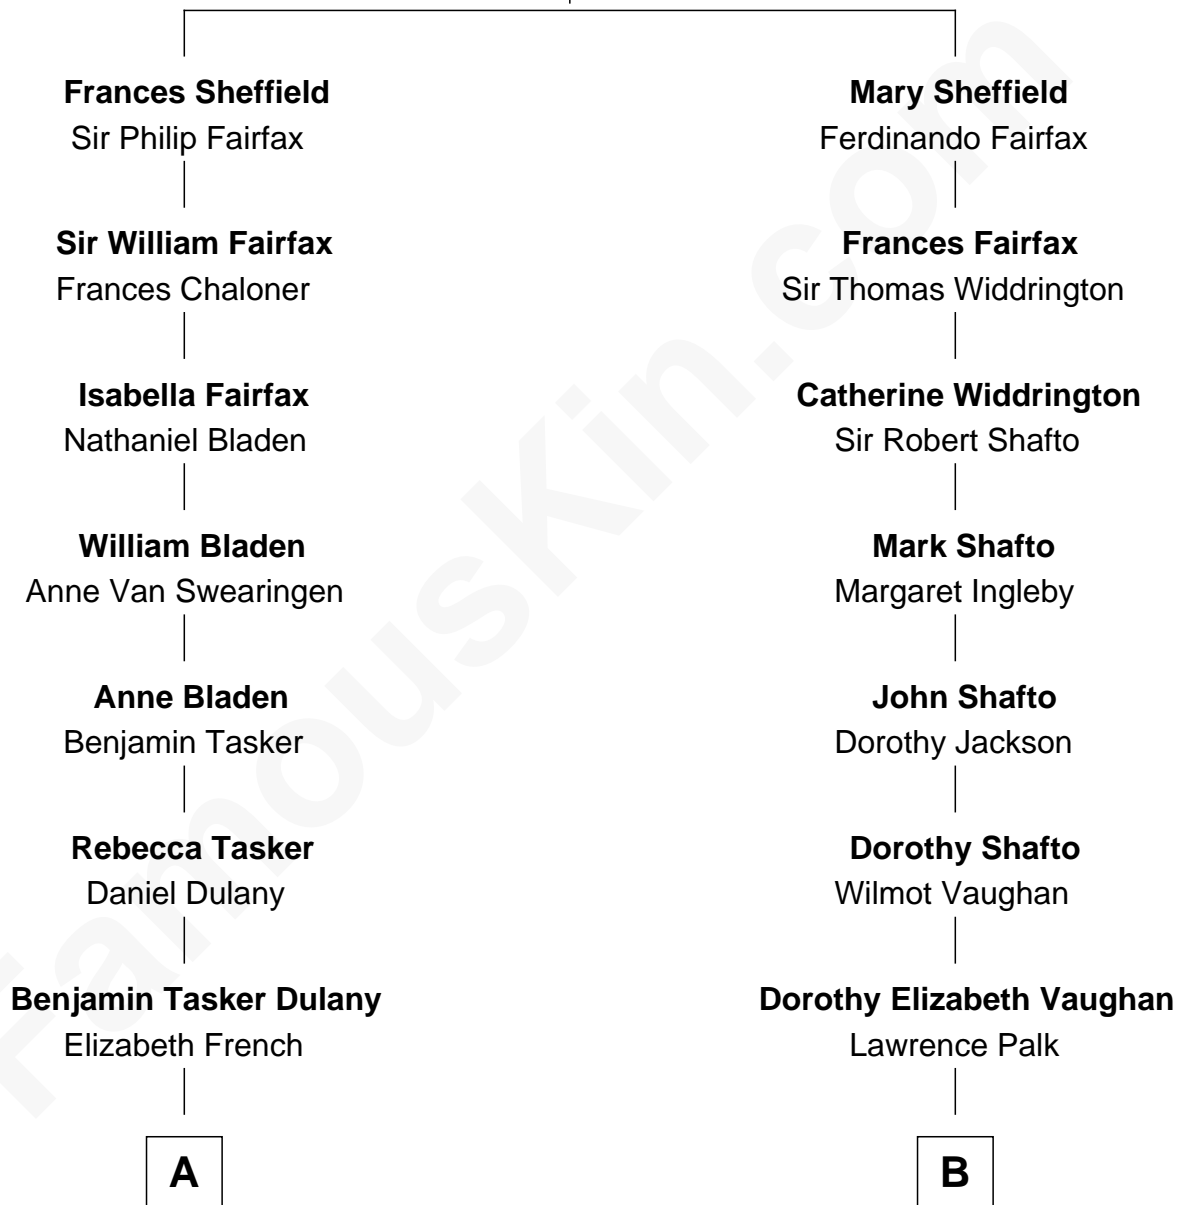 Frances Sheffield
Sir Philip Fairfax
Mary Sheffield
Ferdinando Fairfax
Sir William Fairfax
Frances Chaloner
Frances Fairfax
Sir Thomas Widdrington
Isabella Fairfax
Nathaniel Bladen
Catherine Widdrington
Sir Robert Shafto
William Bladen
Anne Van Swearingen
Mark Shafto
Margaret Ingleby
Anne Bladen
Benjamin Tasker
John Shafto
Dorothy Jackson
Rebecca Tasker
Daniel Dulany
Dorothy Shafto
Wilmot Vaughan
Benjamin Tasker Dulany
Elizabeth French
Dorothy Elizabeth Vaughan
Lawrence Palk
A
B
FamousKin.com